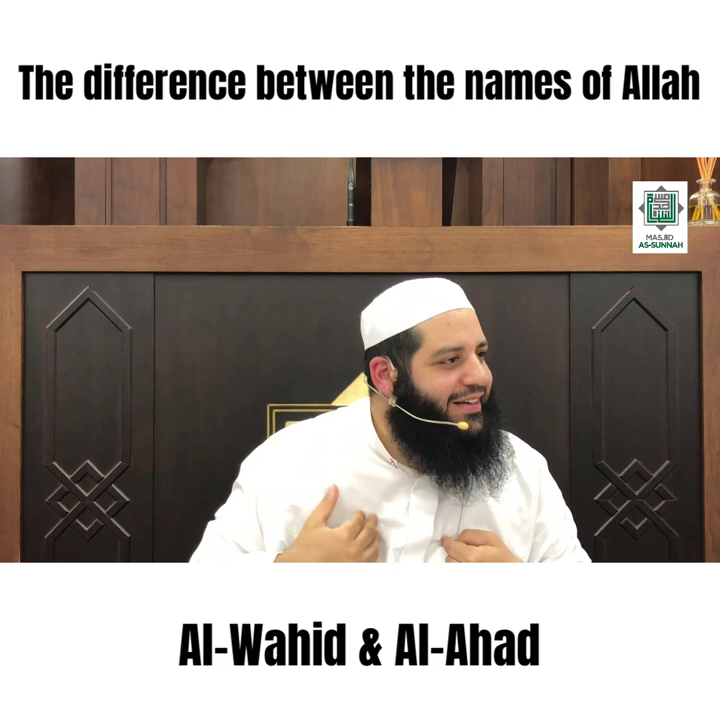 The difference between the names of Allah
MASJID
AS-SUNNAH
Al-Wahid & Al-Ahad